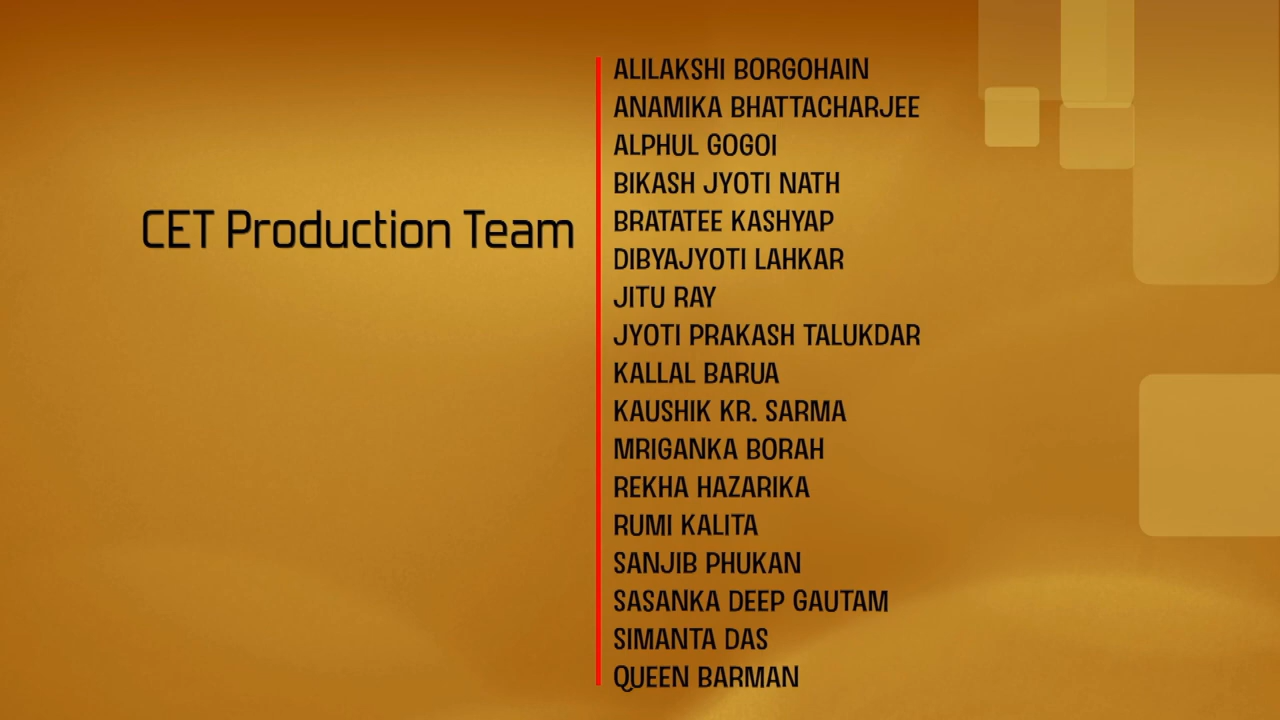 CET Production Team
ALILAKSHI BORGOHAIN
ANAMIKA BHATTACHARJEE
ALPHUL GOGOI
BIKASH JYOTI NATH
BRATATEE KASHYAP
DIBYAJYOTI LAHKAR
JITU RAY
JYOTI PRAKASH TALUKDAR
KALLAL BARUA
KAUSHIK KR. SARMA
MRIGANKA BORAH
REKHA HAZARIKA
RUMI KALITA
SANJIB PHUKAN
SASANKA DEEP GAUTAM
SIMANTA DAS
QUEEN BARMAN